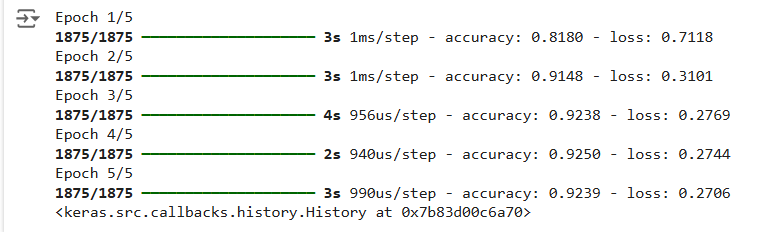 Epoch 1/5
1875/1875 ━━━━━━━━━━━━━━━━━━━━ 3s 1ms/step - accuracy: 0.8180 - loss: 0.7118
Epoch 2/5
1875/1875 ━━━━━━━━━━━━━━━━━━━━ 3s 1ms/step - accuracy: 0.9148 - loss: 0.3101
Epoch 3/5
1875/1875 ━━━━━━━━━━━━━━━━━━━━ 4s 956us/step - accuracy: 0.9238 - loss: 0.2769
Epoch 4/5
1875/1875 ━━━━━━━━━━━━━━━━━━━━ 2s 940us/step - accuracy: 0.9250 - loss: 0.2744
Epoch 5/5
1875/1875 ━━━━━━━━━━━━━━━━━━━━ 3s 990us/step - accuracy: 0.9239 - loss: 0.2706
<keras.src.callbacks.history.History at 0x7b83d00c6a70>